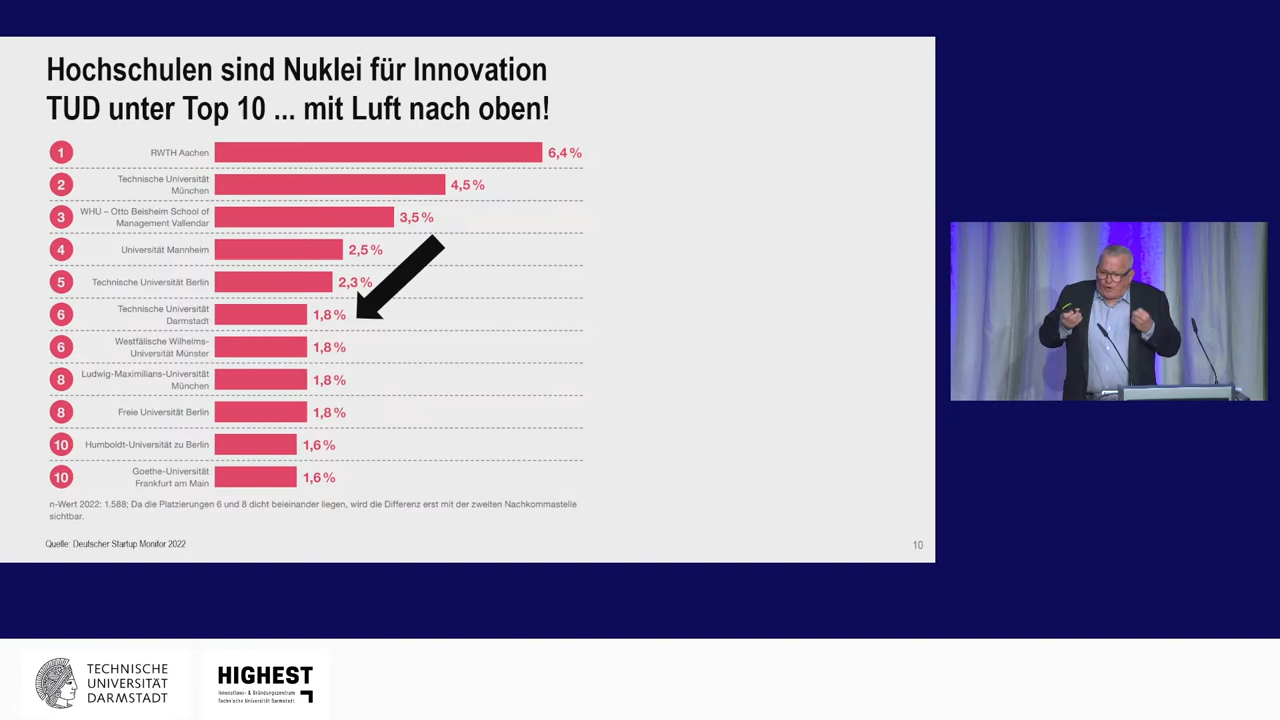 Hochschulen sind Nuklei für Innovation
TUD unter Top 10 ... mit Luft nach oben!
1 RWTH Aachen 6,4 %
2 Technische Universität
München 4,5 %
3 WHU – Otto Beisheim School of
Management Vallendar 3,5 %
4 Universität Mannheim 2,5 %
5 Technische Universität Berlin 2,3 %
6 Technische Universität
Darmstadt 1,8 %
6 Westfälische Wilhelms-
Universität Münster 1,8 %
8 Ludwig-Maximilians-Universität
München 1,8 %
8 Freie Universität Berlin 1,8 %
10 Humboldt-Universität zu Berlin 1,6 %
10 Goethe-Universität
Frankfurt am Main 1,6 %
n-Wert 2022: 1.588; Da die Platzierungen 6 und 8 dicht beieinander liegen, wird die Differenz erst mit der zweiten Nachkommastelle
sichtbar.
Quelle: Deutscher Startup Monitor 2022
10
TECHNISCHE
UNIVERSITÄT
DARMSTADT
HIGHEST
Innovations- & Gründungszentrum
Technische Universität Darmstadt